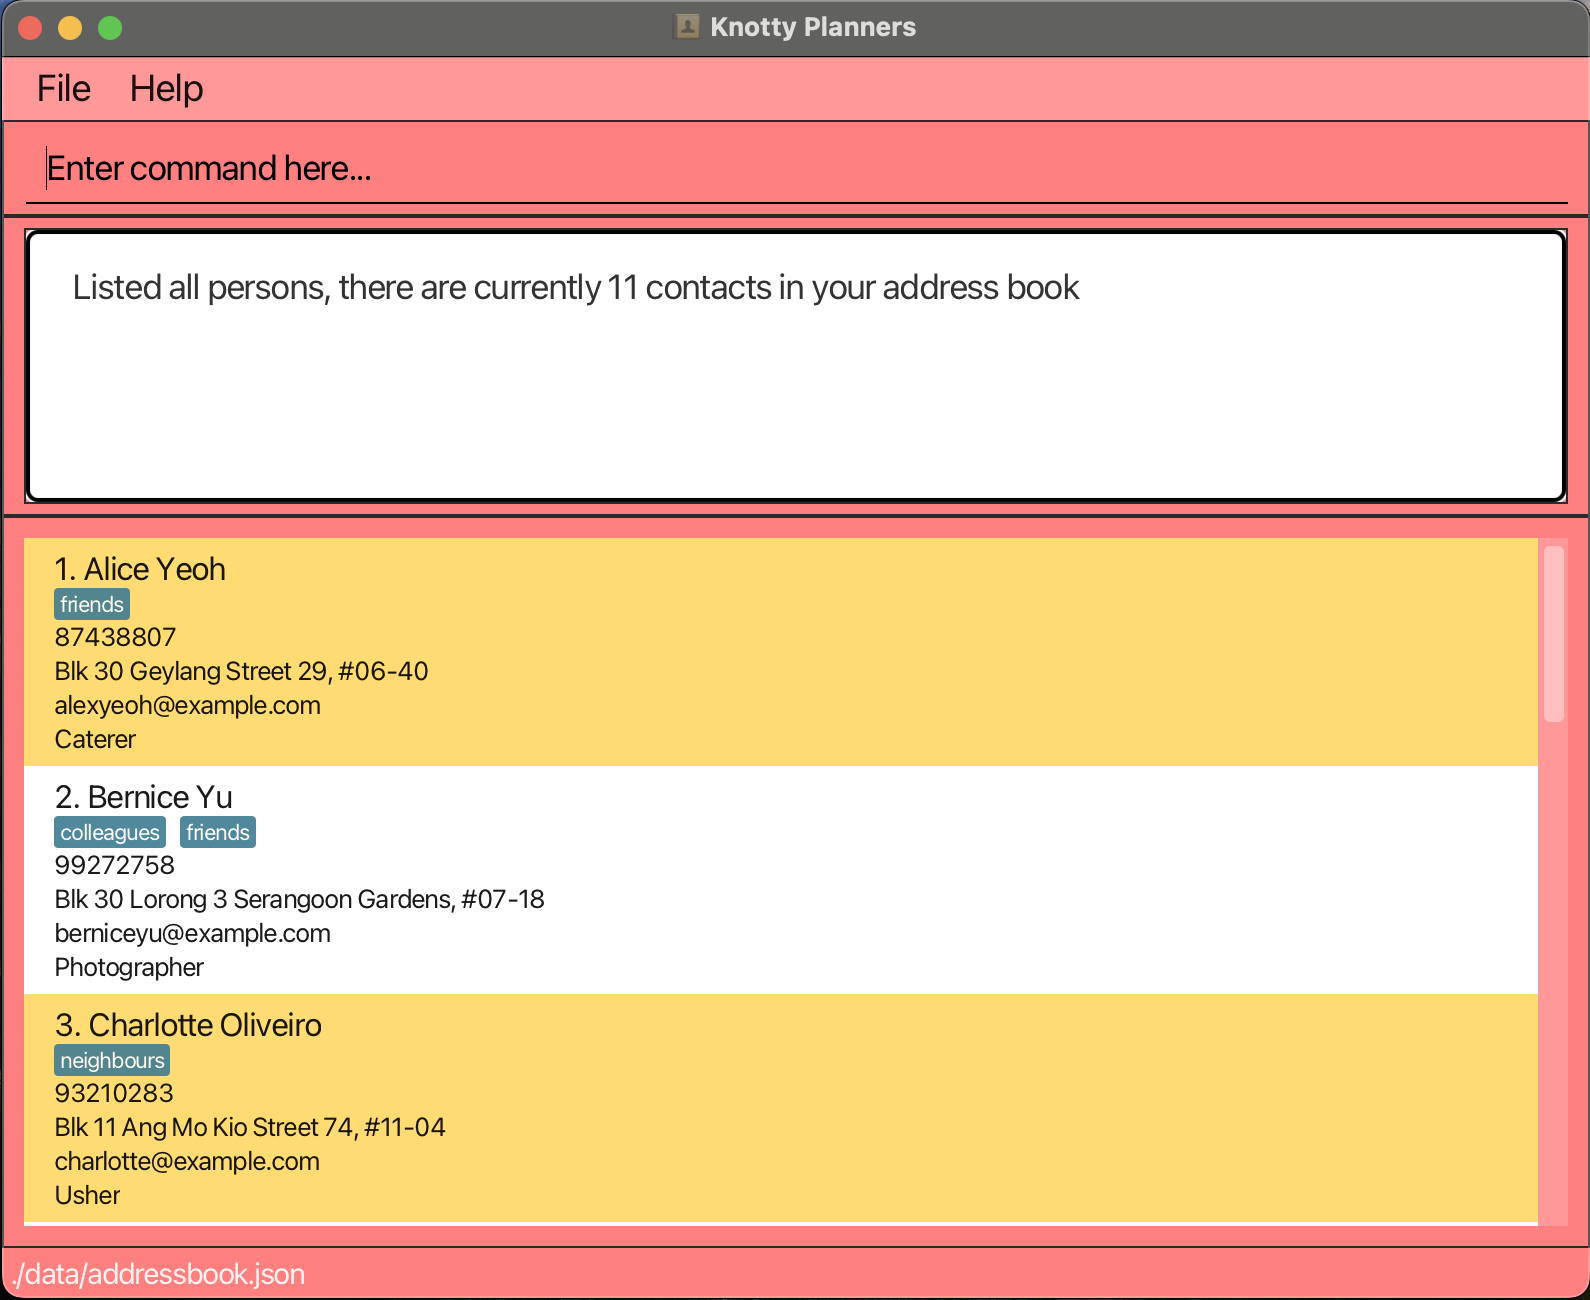 Knotty Planners
File Help
Enter command here...
Listed all persons, there are currently 11 contacts in your address book
1. Alice Yeoh
friends
87438807
Blk 30 Geylang Street 29, #06-40
alexyeoh@example.com
Caterer
2. Bernice Yu
colleagues friends
99272758
Blk 30 Lorong 3 Serangoon Gardens, #07-18
berniceyu@example.com
Photographer
3. Charlotte Oliveiro
neighbours
93210283
Blk 11 Ang Mo Kio Street 74, #11-04
charlotte@example.com
Usher
./data/addressbook.json